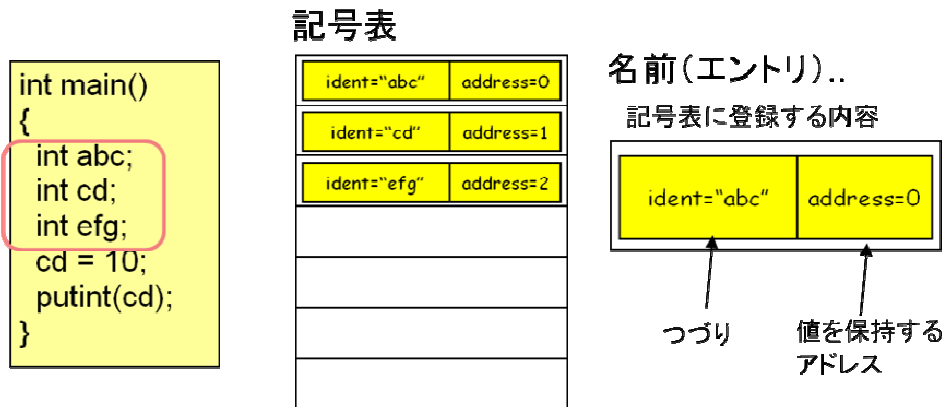 int main()
{
int abc;
int cd;
int efg;
cd = 10;
putint(cd);
}
記号表
ident=“abc” address=0
ident=“cd” address=1
ident=“efg” address=2
名前(エントリ)..
記号表に登録する内容
ident=“abc” address=0
つづり
値を保持する
アドレス